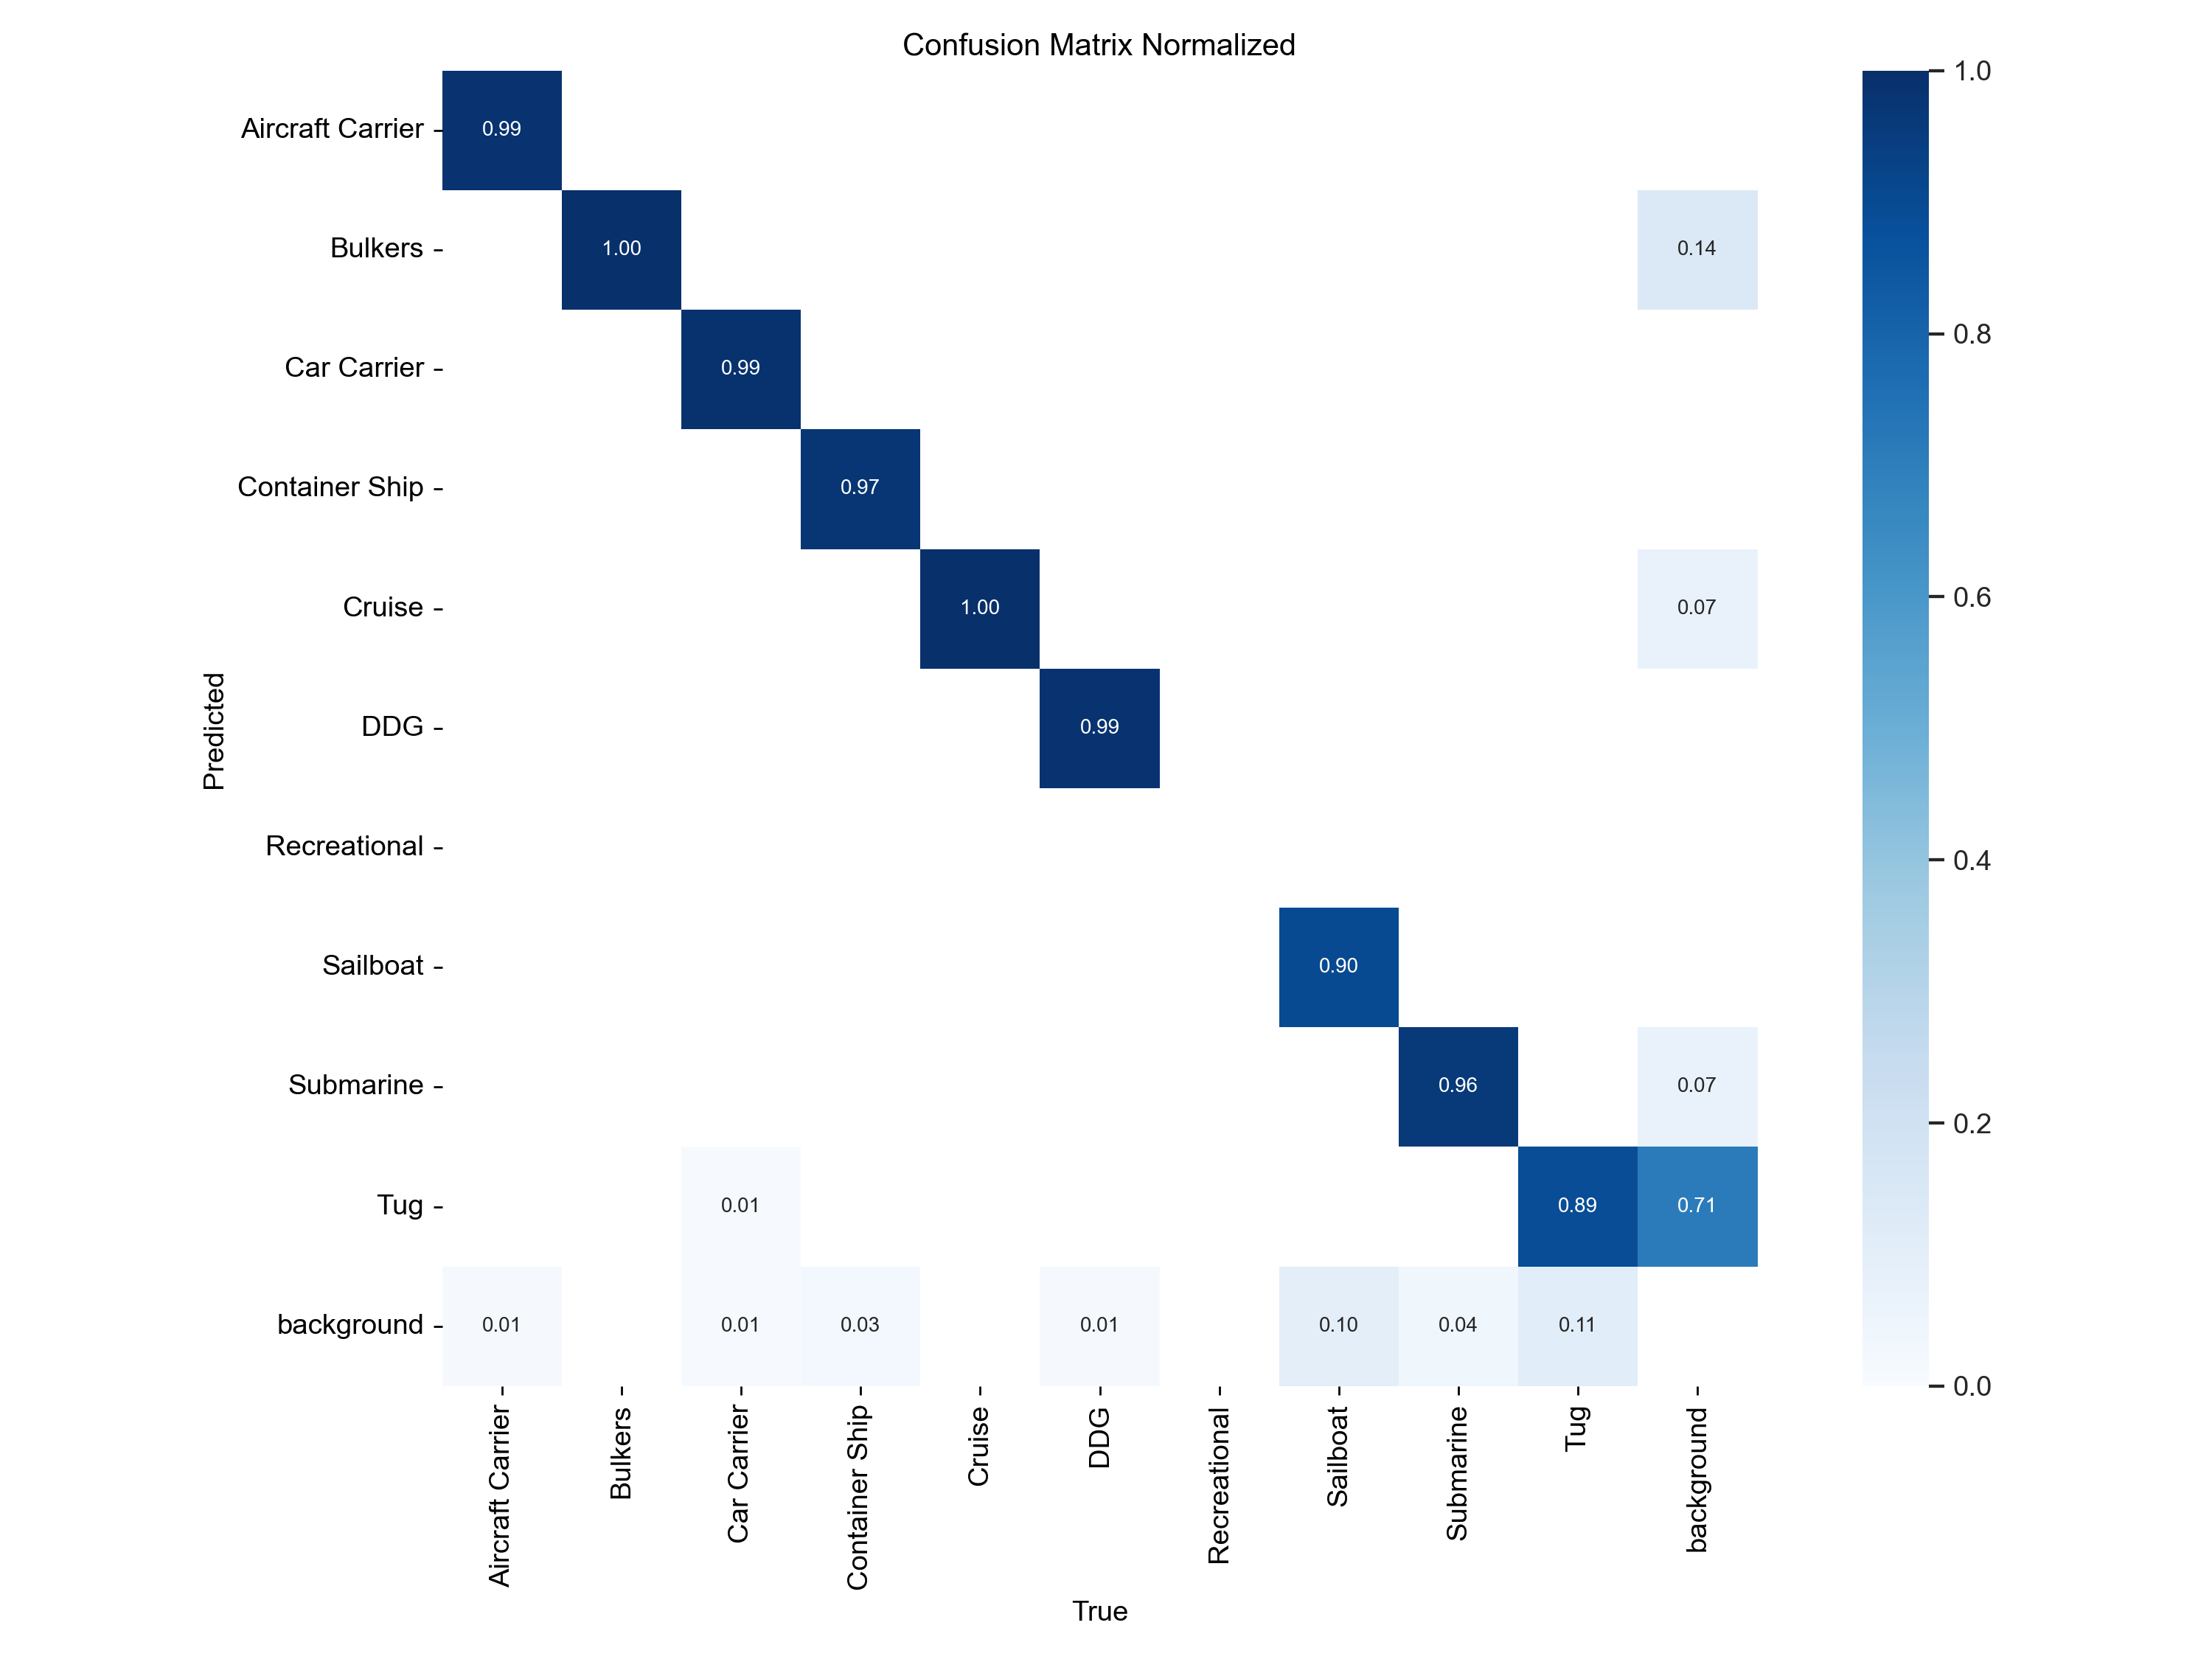 Confusion Matrix Normalized
Aircraft Carrier
0.99
1.0
Bulkers
1.00
0.14
0.8
Car Carrier
0.99
Container Ship
0.97
Cruise
1.00
0.07
0.6
Predicted
DDG
0.99
Recreational
0.4
Sailboat
0.90
Submarine
0.96
0.07
0.2
Tug
0.01
0.89
0.71
background
0.01
0.01
0.03
0.01
0.10
0.04
0.11
0.0
Aircraft Carrier
Bulkers
Car Carrier
Container Ship
Cruise
DDG
Recreational
Sailboat
Submarine
Tug
background
True